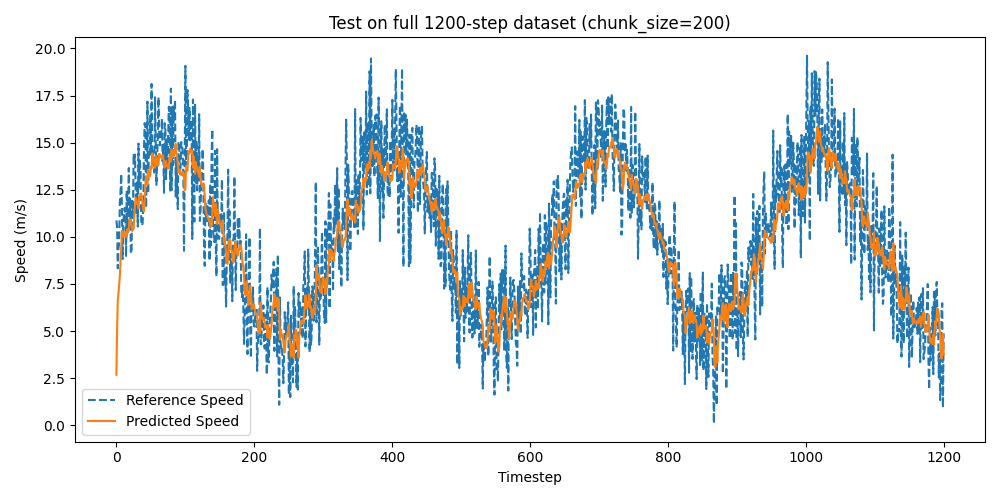 Test on full 1200-step dataset (chunk_size=200)
20.0
17.5
15.0
12.5
10.0
7.5
5.0
2.5
0.0
Speed (m/s)
Reference Speed
Predicted Speed
0 200 400 600 800 1000 1200
Timestep